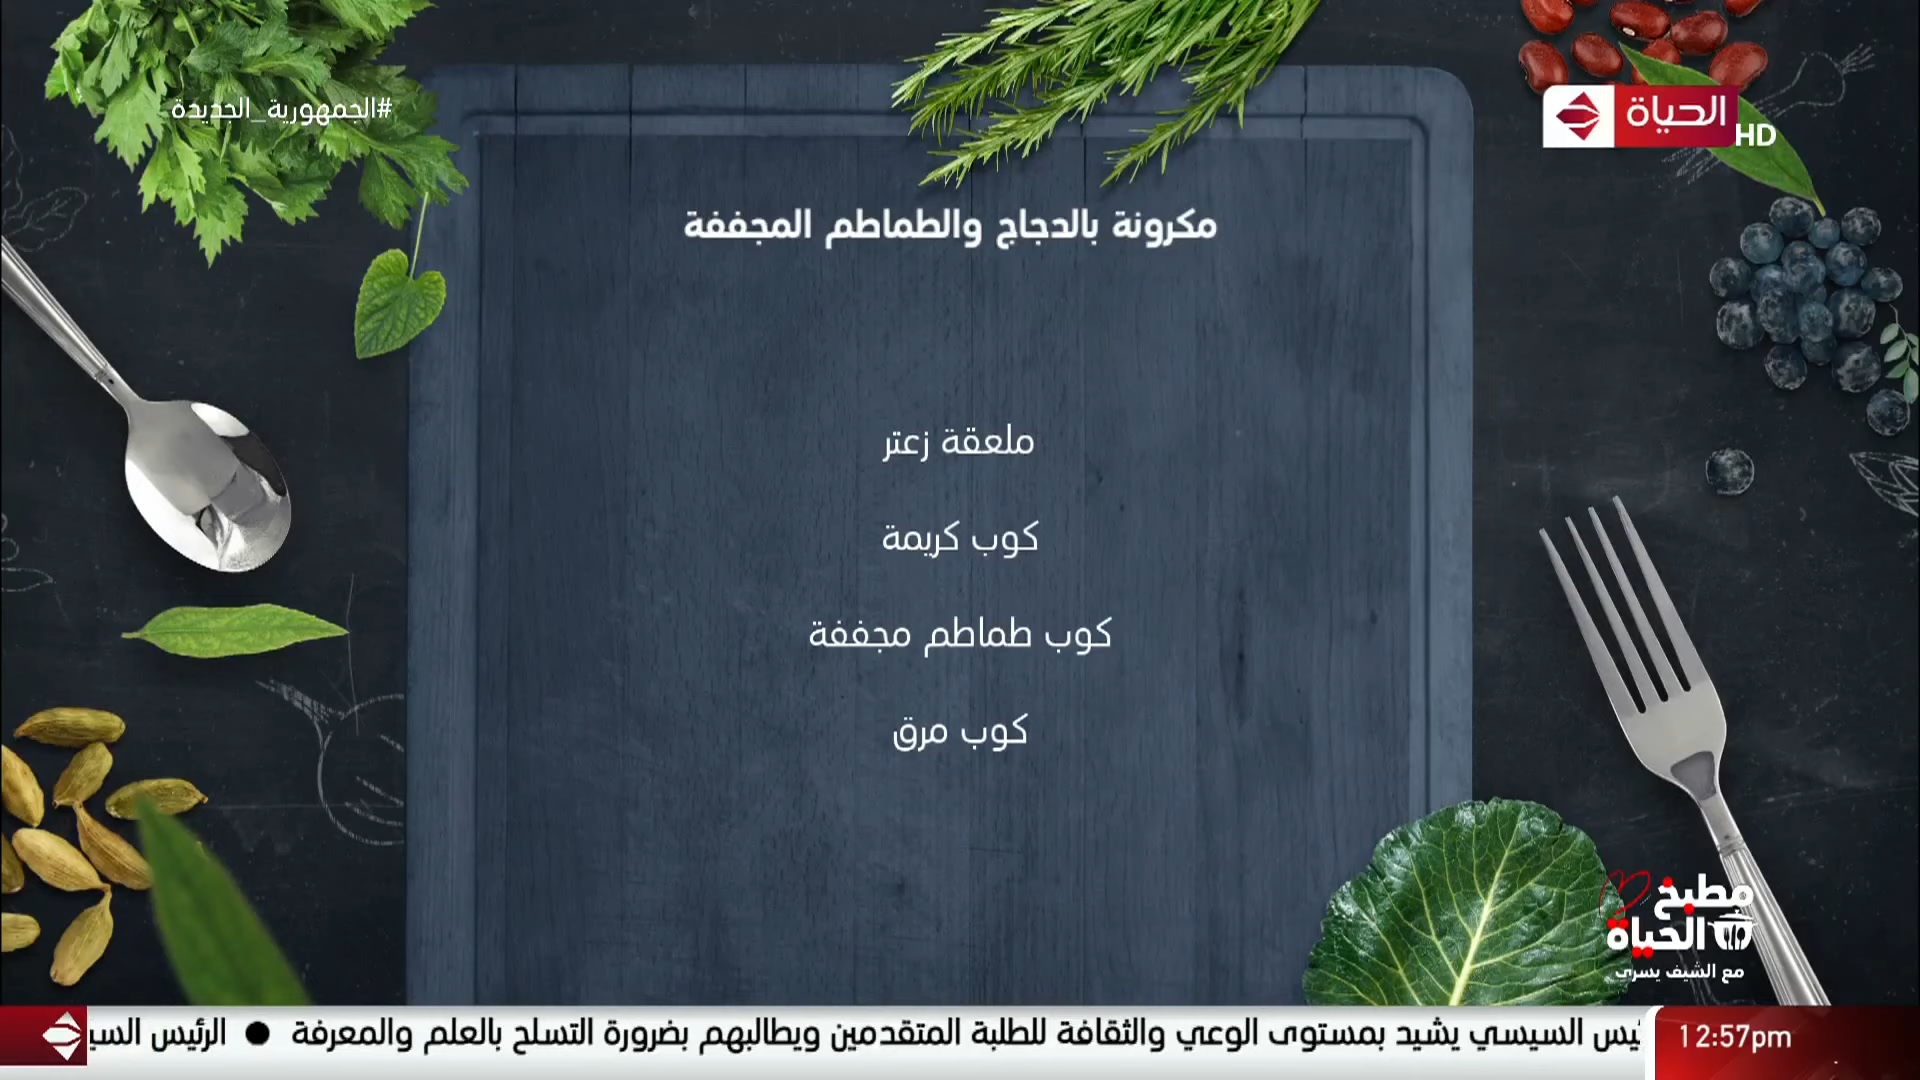 #الجمهورية_الجديدة
الحياة
HD
مكرونة بالدجاج والطماطم المجففة
ملعقة زعتر
كوب كريمة
كوب طماطم مجففة
كوب مرق
مطبخ
الحياة
مع الشيف يسرى
السيسي يشيد بمستوى الوعي والثقافة للطلبة المتقدمين ويطالبهم بضرورة التسلح بالعلم والمعرفة ● الرئيس
12:57pm